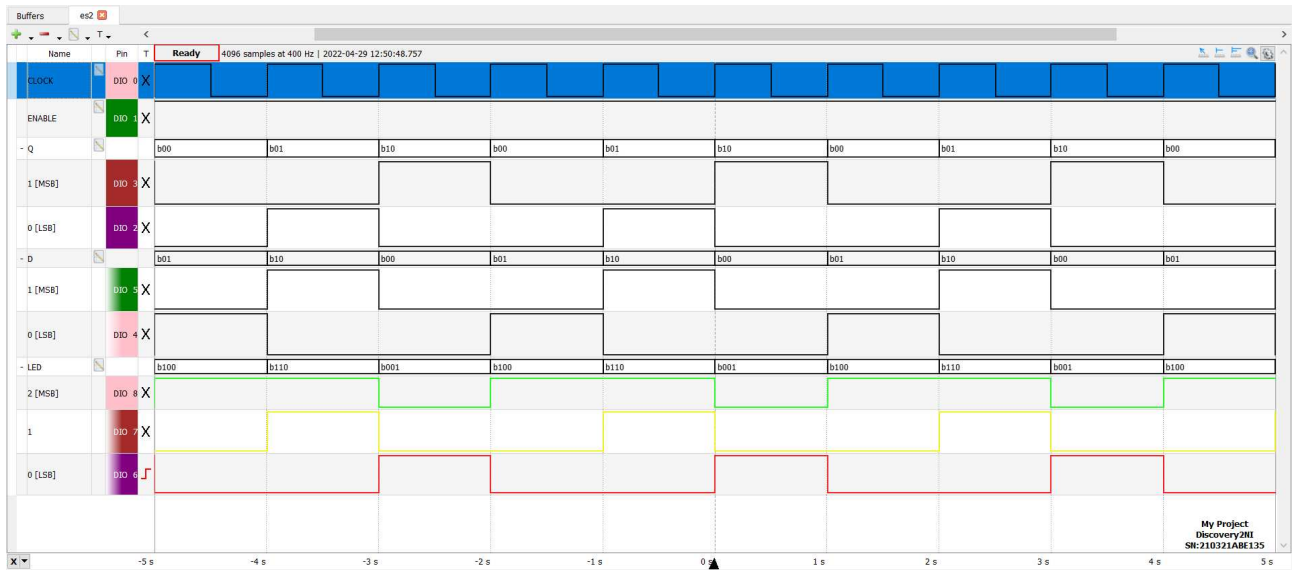 Buffers es2
T
Name Pin T Ready 4096 samples at 400 Hz | 2022-04-29 12:50:48.757
CLOCK DIO 0 X
ENABLE DIO 1 X
- Q b00 b01 b10 b00 b01 b10 b00 b01 b10 b00
1 [MSB] DIO 3 X
0 [LSB] DIO 2 X
- D b01 b10 b00 b01 b10 b00 b01 b10 b00 b01
1 [MSB] DIO 5 X
0 [LSB] DIO 4 X
- LED b100 b110 b001 b100 b110 b001 b100 b110 b001 b100
2 [MSB] DIO 8 X
1 DIO 7 X
0 [LSB] DIO 6
My Project
Discovery2NI
SN:210321ABE135
X -5 s -4 s -3 s -2 s -1 s 0 s 1 s 2 s 3 s 4 s 5 s